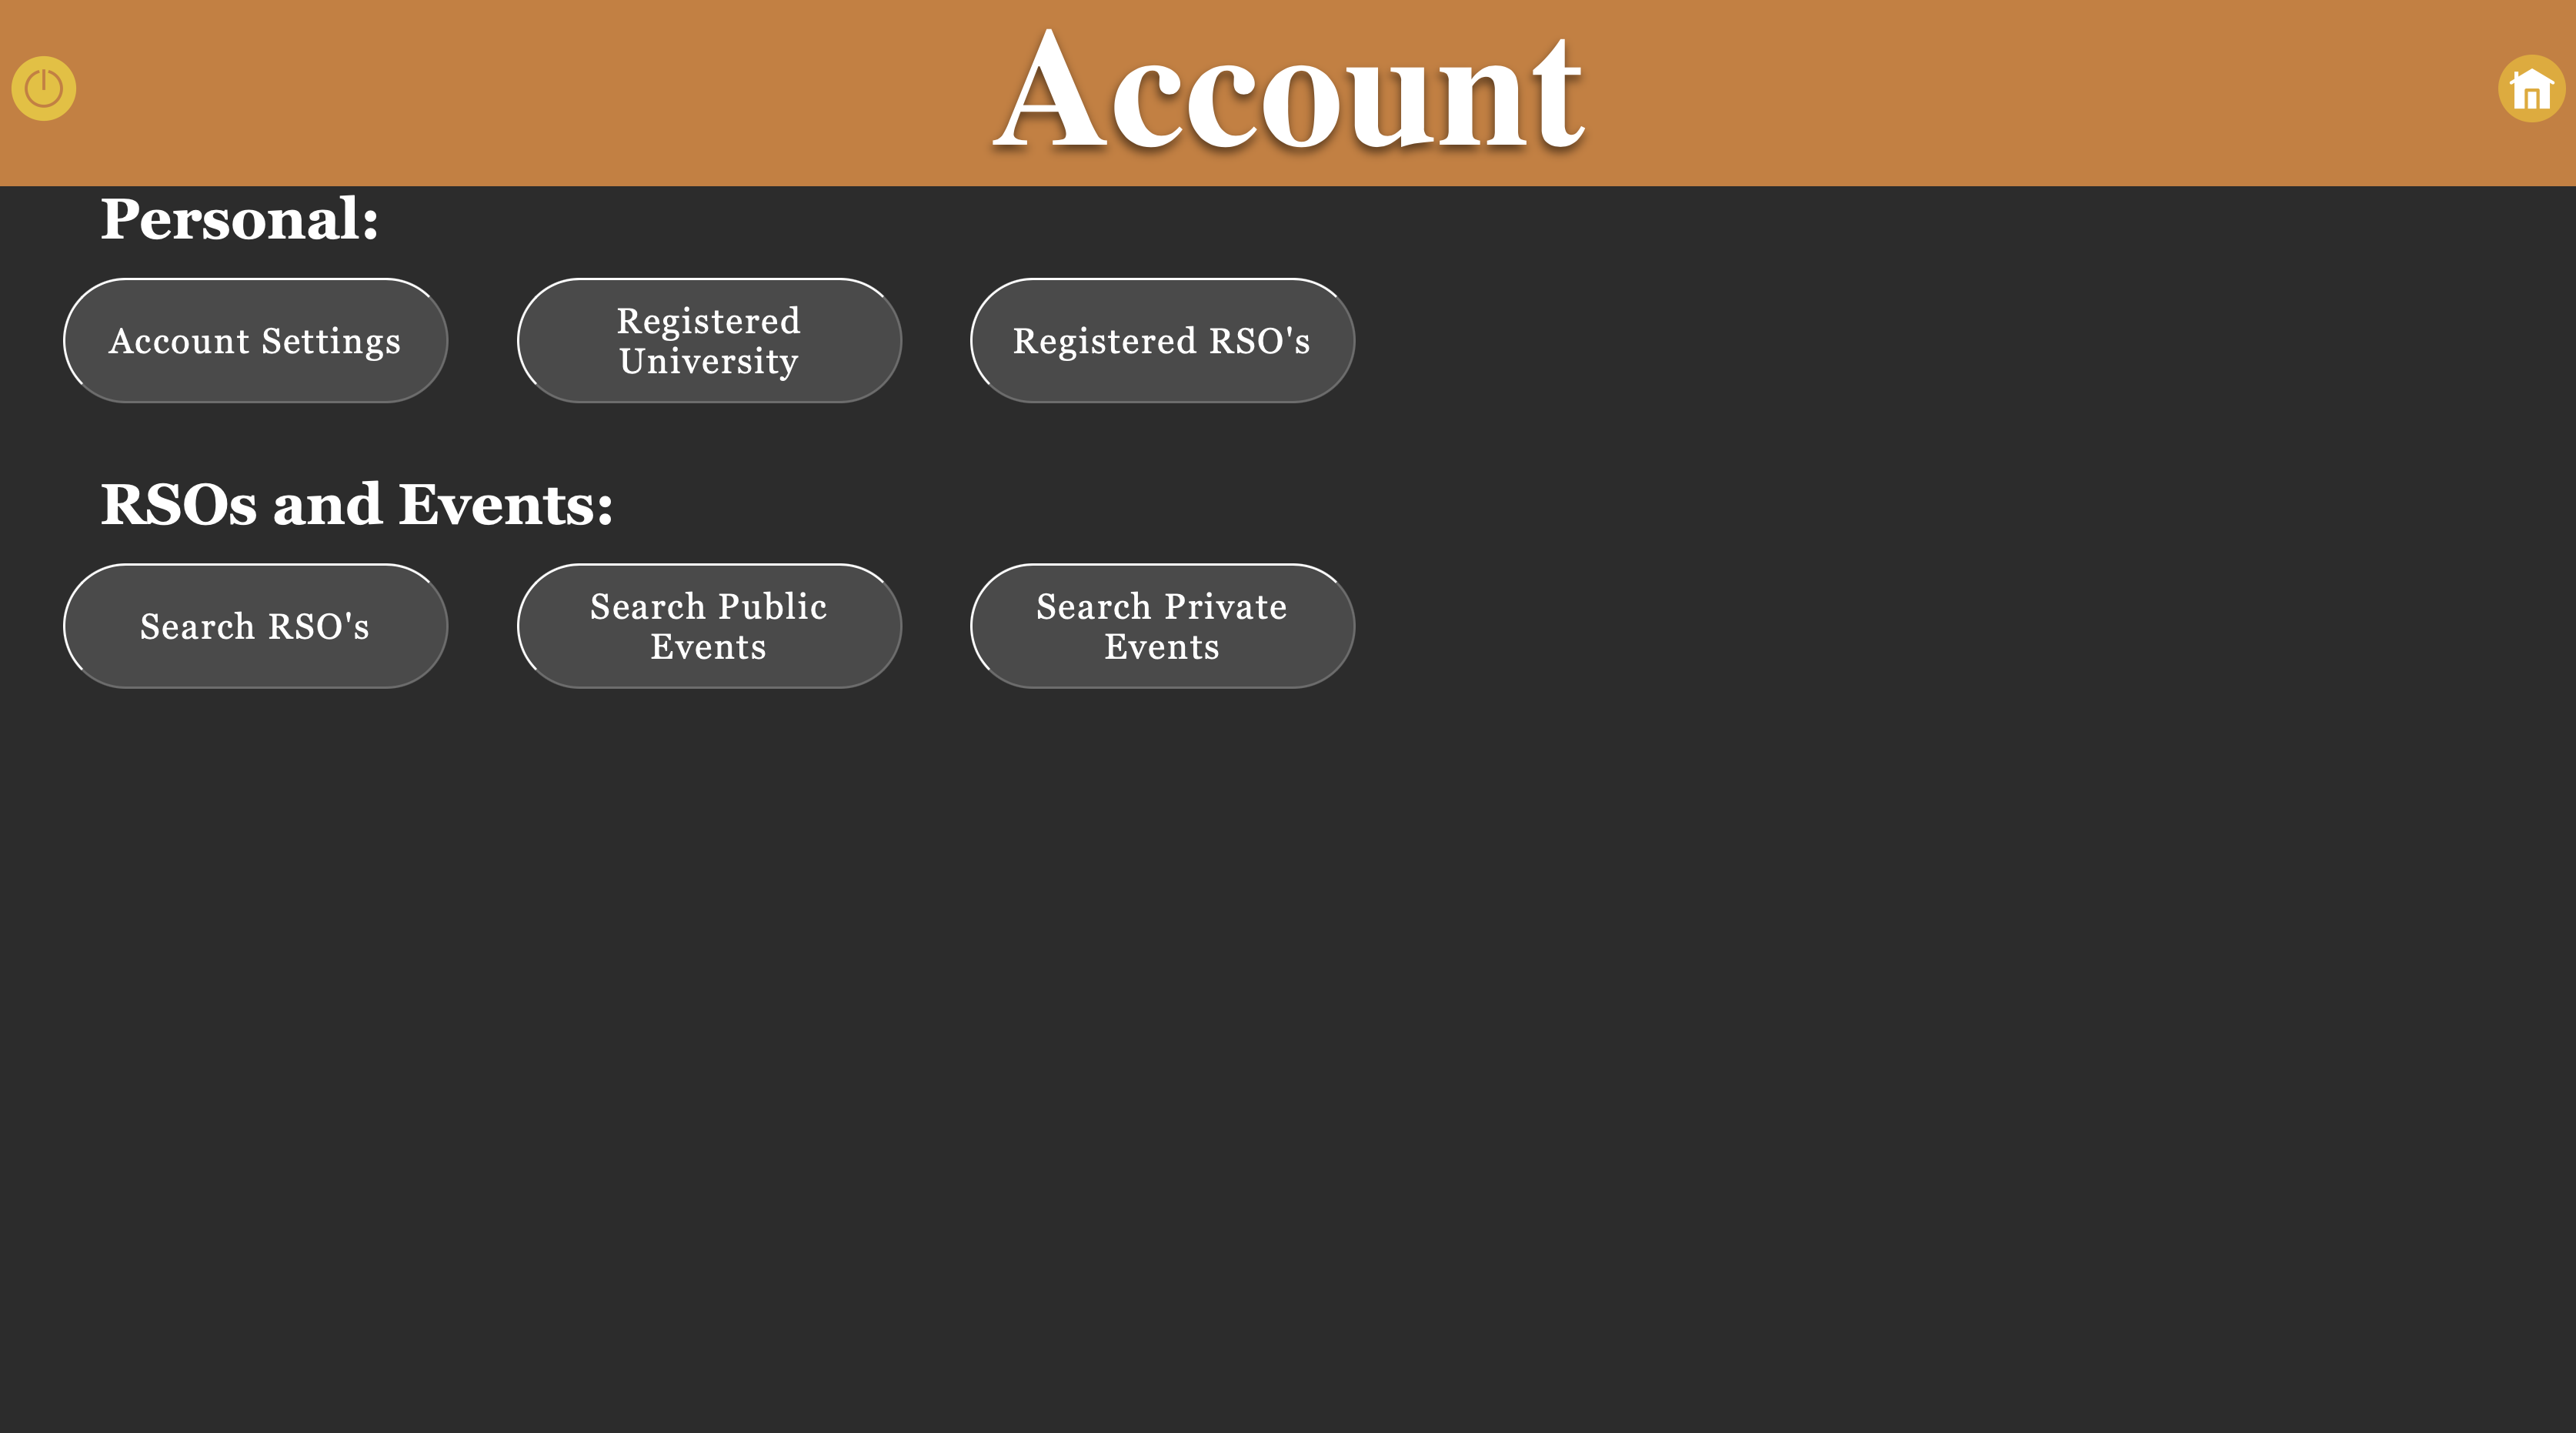 Account
Personal:
Account Settings
Registered
University
Registered RSO's
RSOs and Events:
Search RSO's
Search Public
Events
Search Private
Events